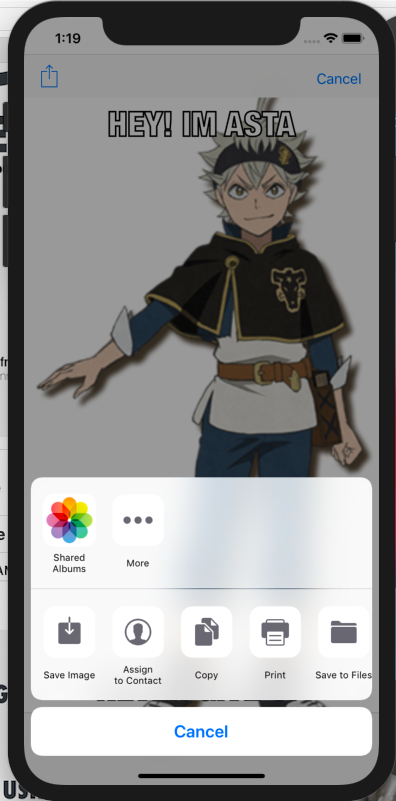 1:19
Cancel
HEY! IM ASTA
Shared
Albums
More
Save Image
Assign
to Contact
Copy
Print
Save to Files
Cancel